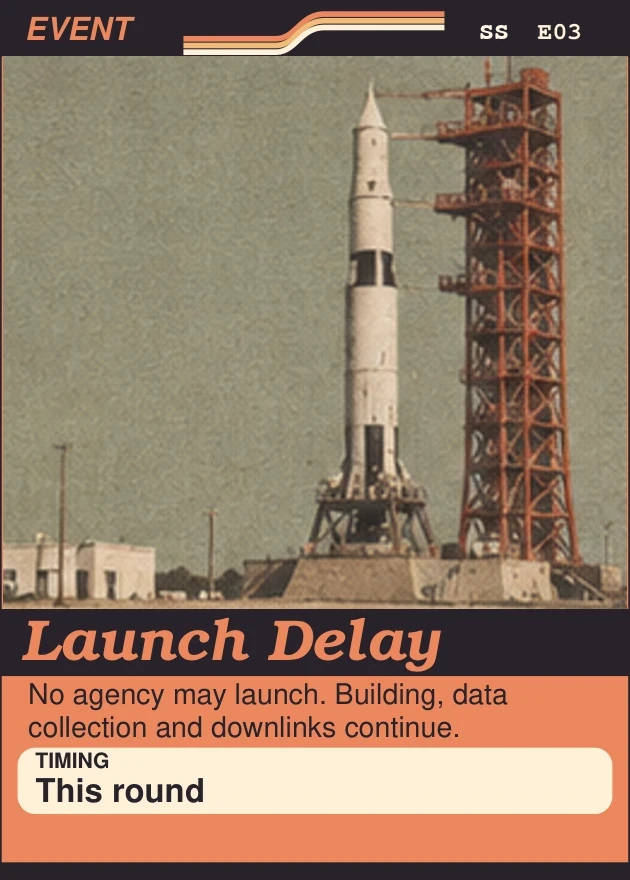 EVENT
SS E03
Launch Delay
No agency may launch. Building, data
collection and downlinks continue.
TIMING
This round